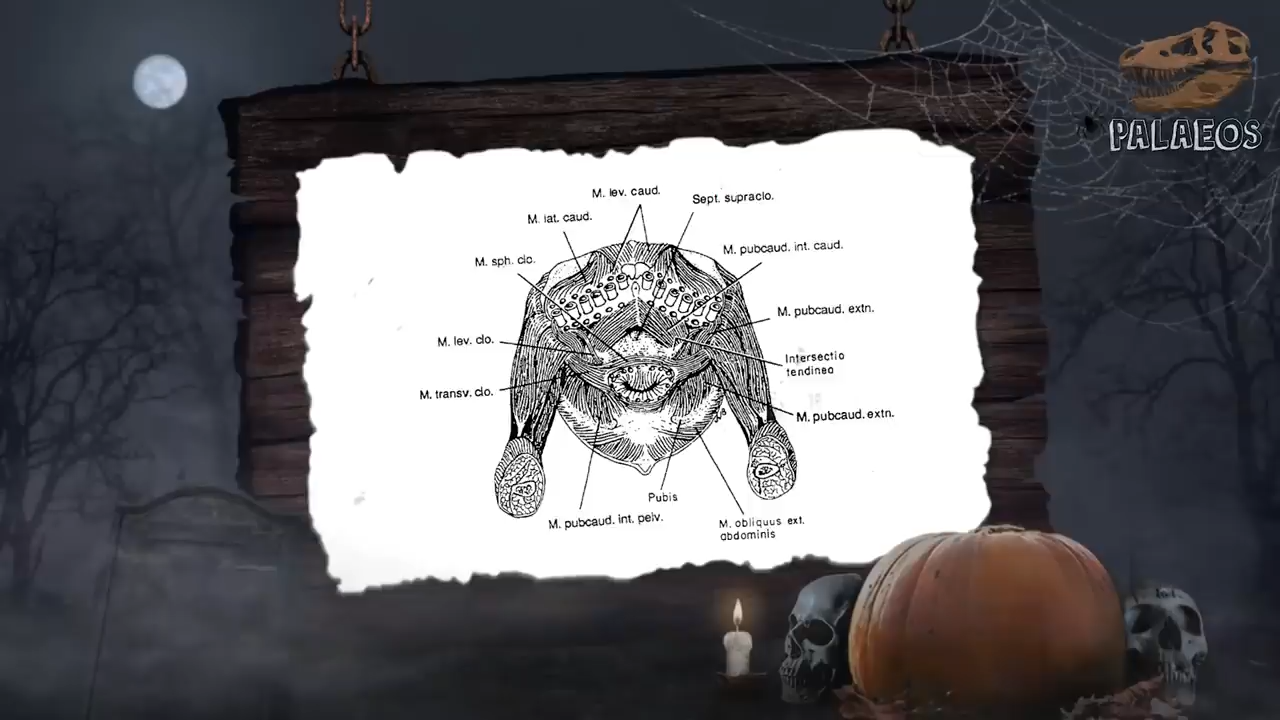 PALAEOS
M. lev. caud.
Sept. supraclo.
M. lat. caud.
M. pubcaud. int. caud.
M. sph. clo.
M. pubcaud. extn.
M. lev. clo.
Intersectio
tendinea
M. transv. clo.
M. pubcaud. extn.
Pubis
M. pubcaud. int. pelv.
M. obliquus ext.
abdominis